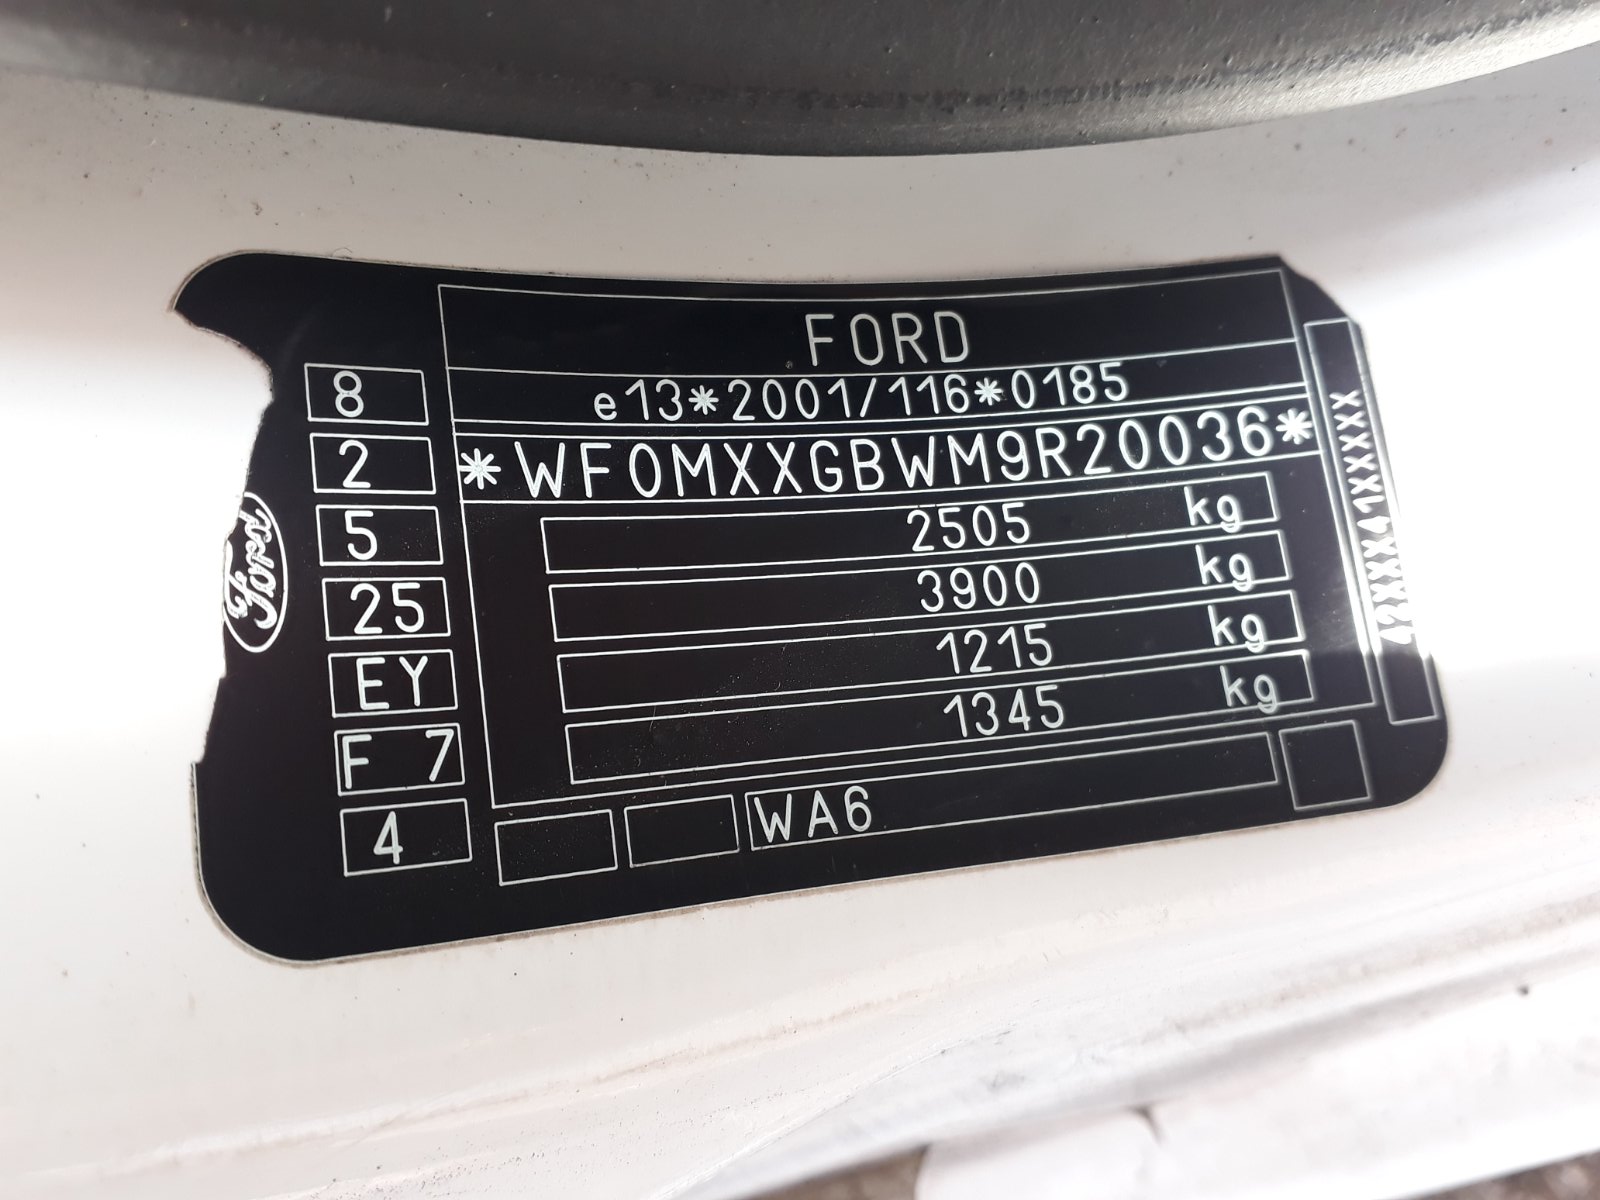 FORD
e13*2001/116*0185
*WF0MXXGBWM9R20036*
2505 kg
3900 kg
1215 kg
1345 kg
WA6
8
2
5
25
EY
F 7
4
Ford
42XXX41XXXX